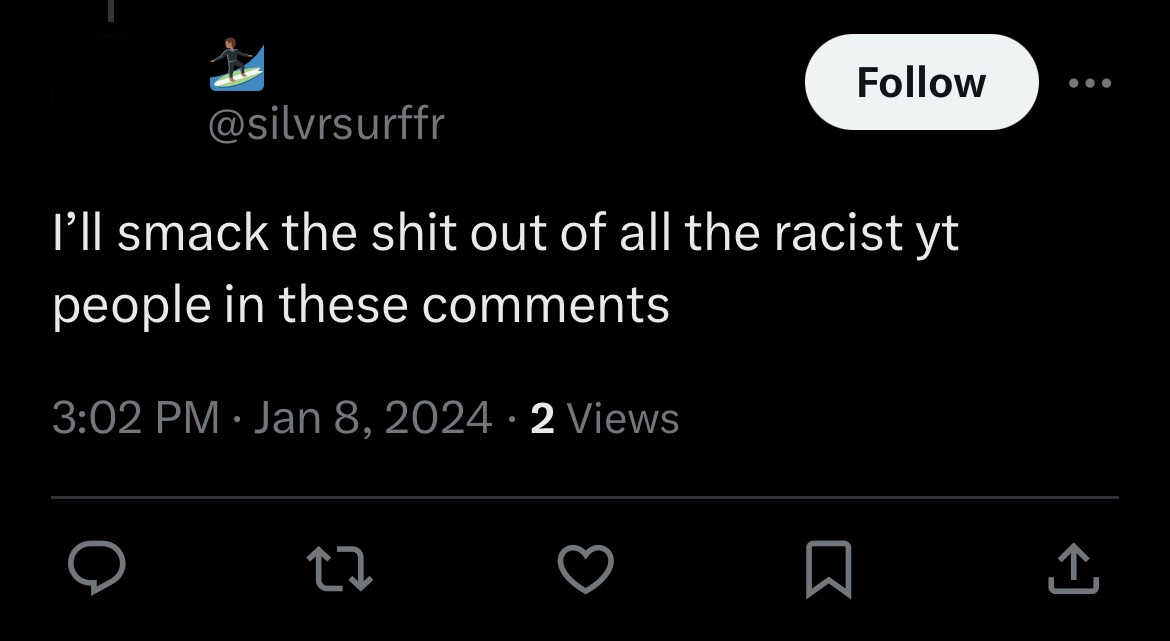 @silvrsurffr
Follow
I’ll smack the shit out of all the racist yt
people in these comments
3:02 PM · Jan 8, 2024 · 2 Views